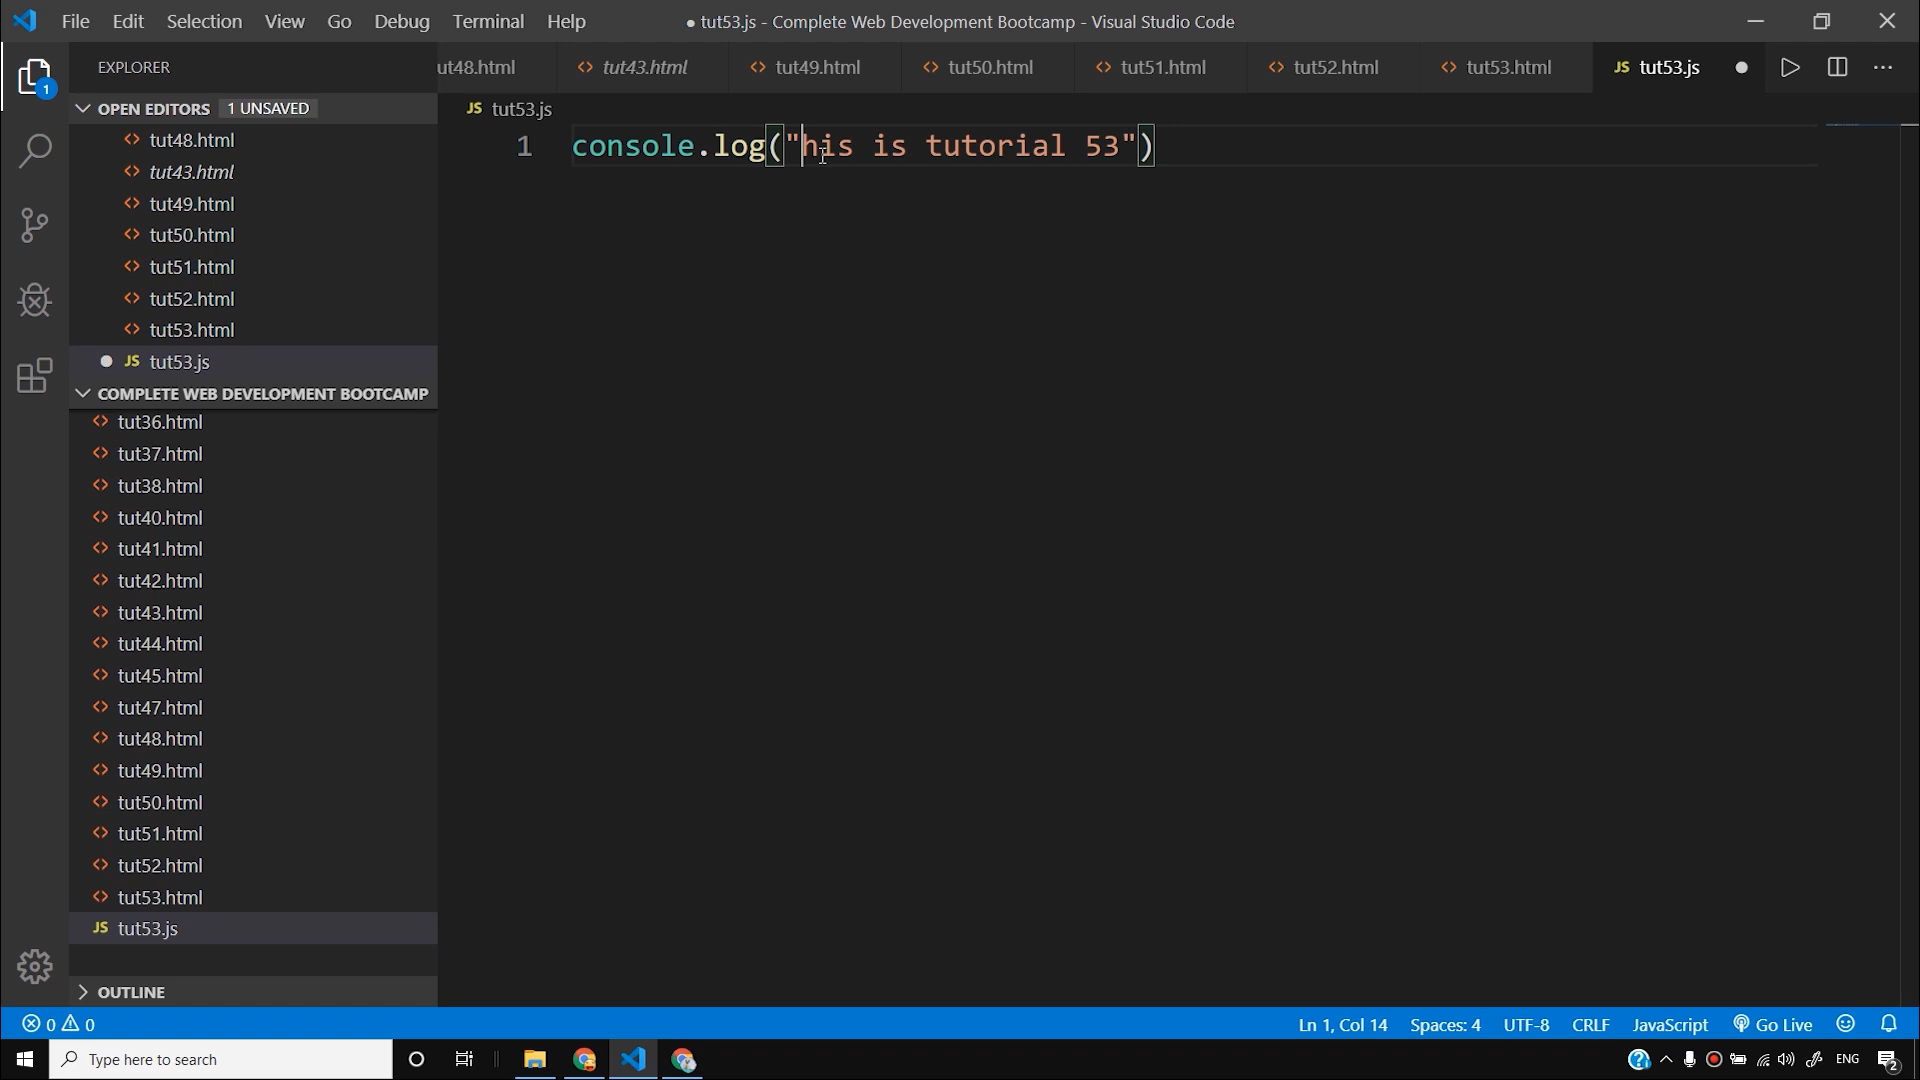 File Edit Selection View Go Debug Terminal Help
● tut53.js - Complete Web Development Bootcamp - Visual Studio Code
EXPLORER
ut48.html
tut43.html
tut49.html
tut50.html
tut51.html
tut52.html
tut53.html
JS tut53.js
1
OPEN EDITORS 1 UNSAVED
tut48.html
tut43.html
tut49.html
tut50.html
tut51.html
tut52.html
tut53.html
JS tut53.js
COMPLETE WEB DEVELOPMENT BOOTCAMP
tut36.html
tut37.html
tut38.html
tut40.html
tut41.html
tut42.html
tut43.html
tut44.html
tut45.html
tut47.html
tut48.html
tut49.html
tut50.html
tut51.html
tut52.html
tut53.html
JS tut53.js
OUTLINE
JS tut53.js
1 console.log("his is tutorial 53")
0 0
Ln 1, Col 14 Spaces: 4 UTF-8 CRLF JavaScript Go Live
Type here to search
ENG
2